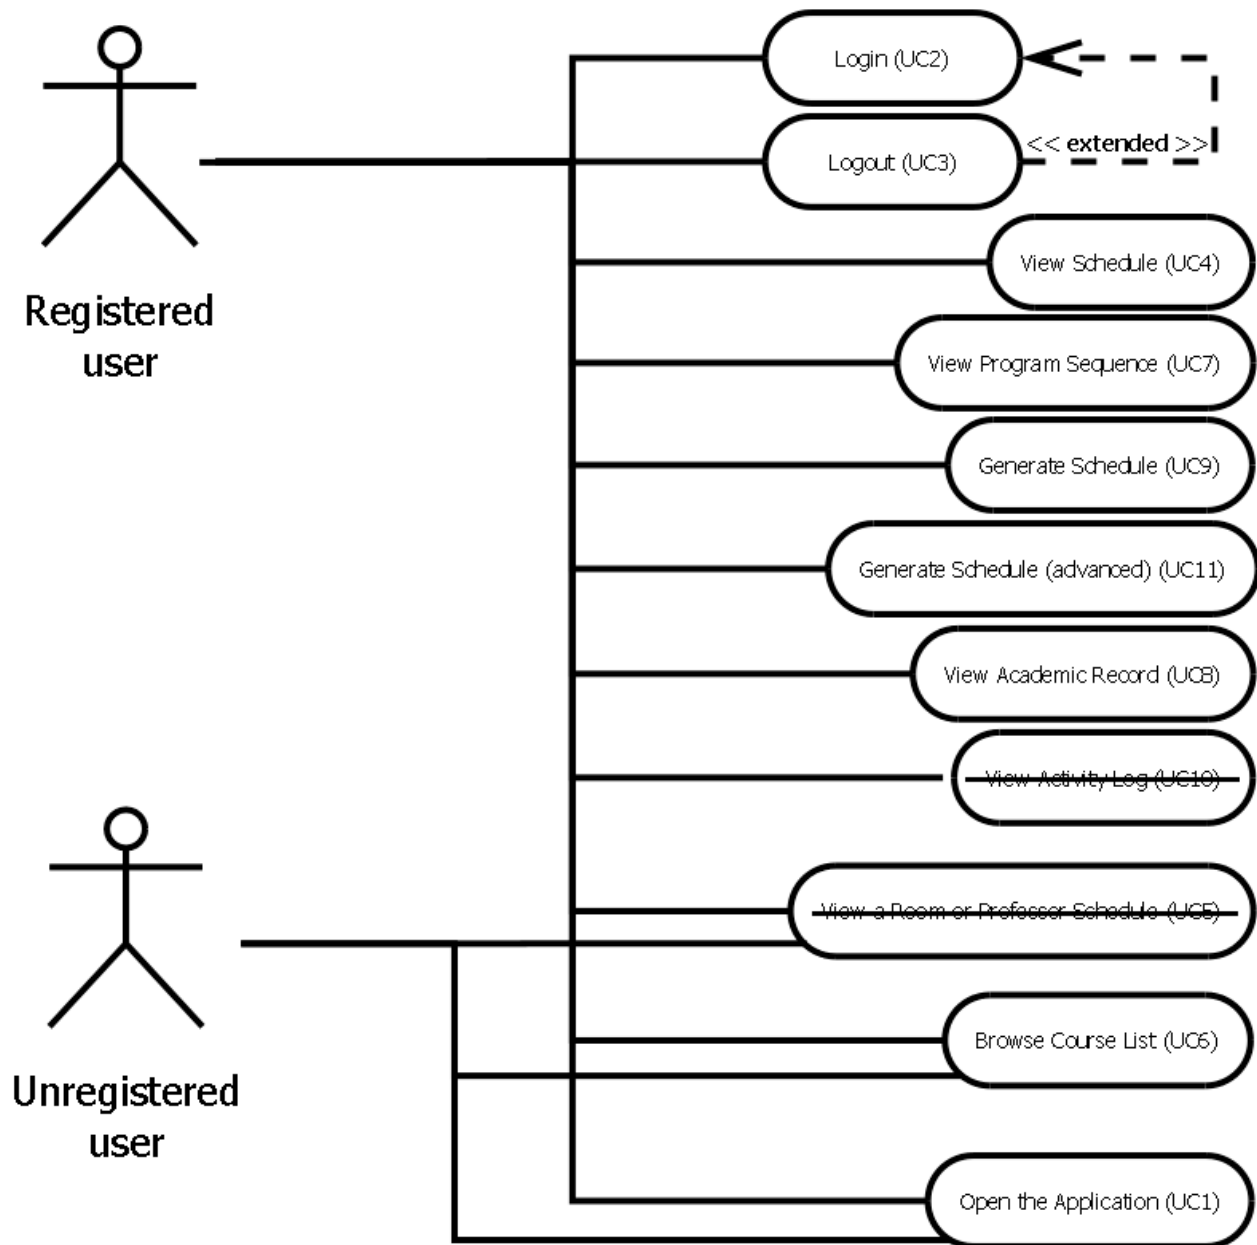 Login (UC2)
<< extended >>
Logout (UC3)
View Schedule (UC4)
Registered
user
View Program Sequence (UC7)
Generate Schedule (UC9)
Generate Schedule (advanced) (UC11)
View Academic Record (UC8)
View Activity Log (UC10)
View a Room or Professor Schedule (UC5)
Browse Course List (UC6)
Unregistered
user
Open the Application (UC1)